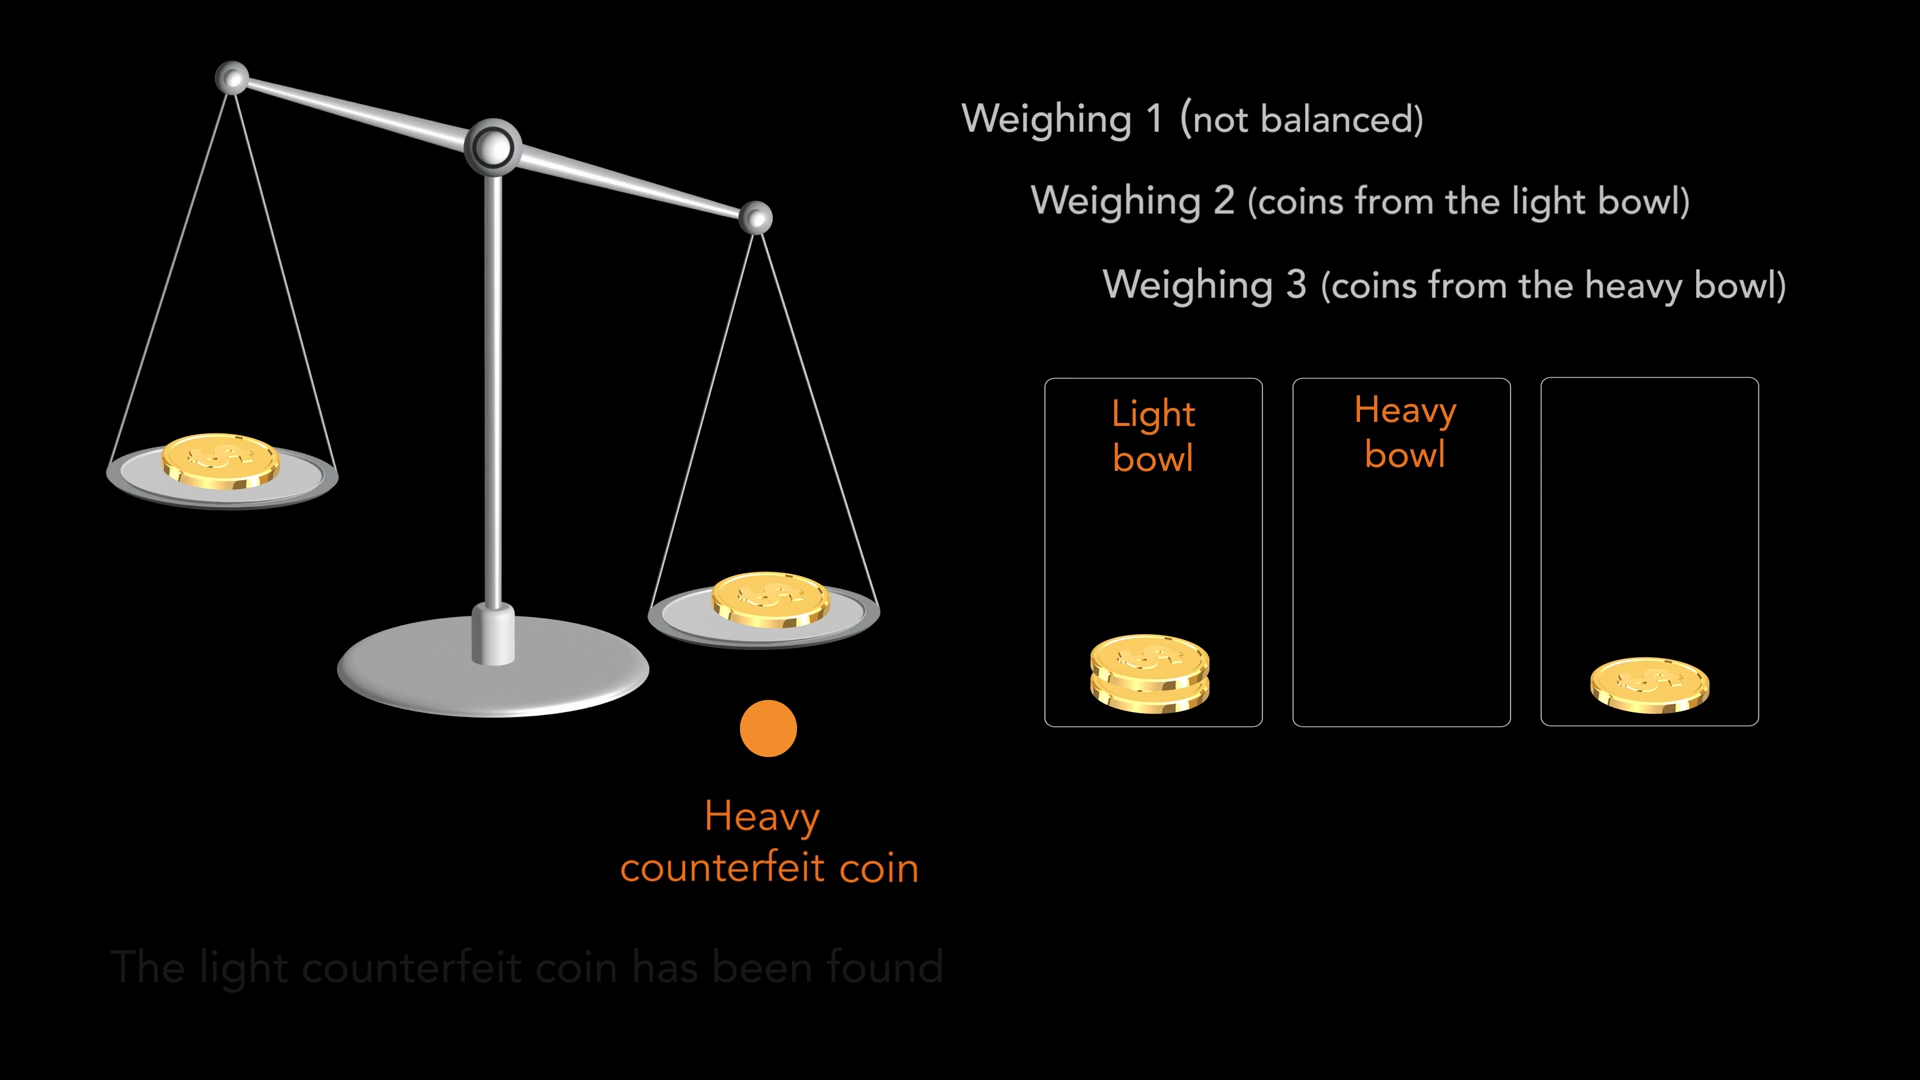 Weighing 1 (not balanced)
Weighing 2 (coins from the light bowl)
Weighing 3 (coins from the heavy bowl)
Light
bowl
Heavy
bowl
Heavy
counterfeit coin
The light counterfeit coin has been found